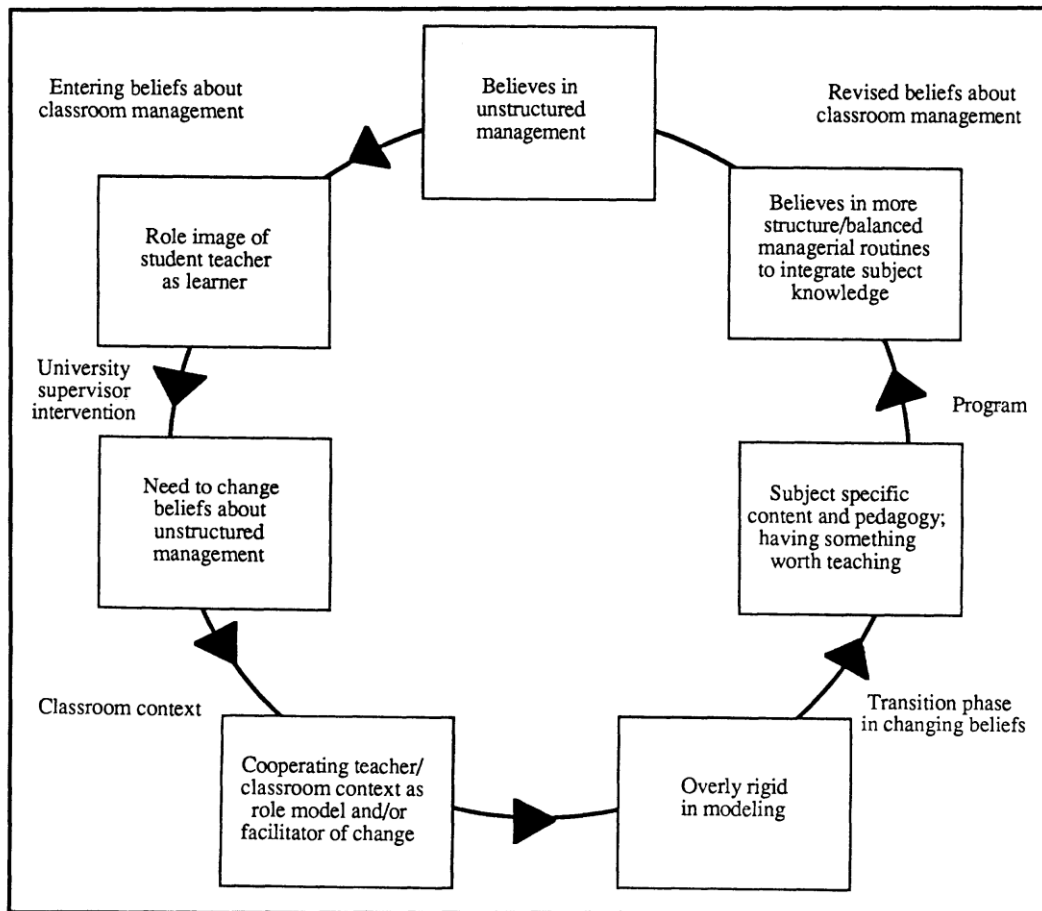 Entering beliefs about
classroom management
Believes in
unstructured
management
Revised beliefs about
classroom management
Role image of
student teacher
as learner
Believes in more
structure/balanced
managerial routines
to integrate subject
knowledge
University
supervisor
intervention
Program
Need to change
beliefs about
unstructured
management
Subject specific
content and pedagogy;
having something
worth teaching
Classroom context
Transition phase
in changing beliefs
Cooperating teacher/
classroom context as
role model and/or
facilitator of change
Overly rigid
in modeling